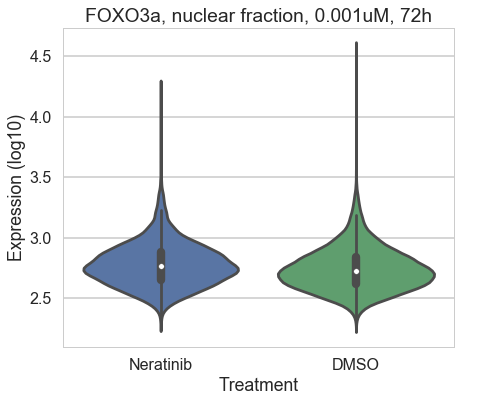 FOXO3a, nuclear fraction, 0.001uM, 72h
Expression (log10)
4.5
4.0
3.5
3.0
2.5
Neratinib
DMSO
Treatment